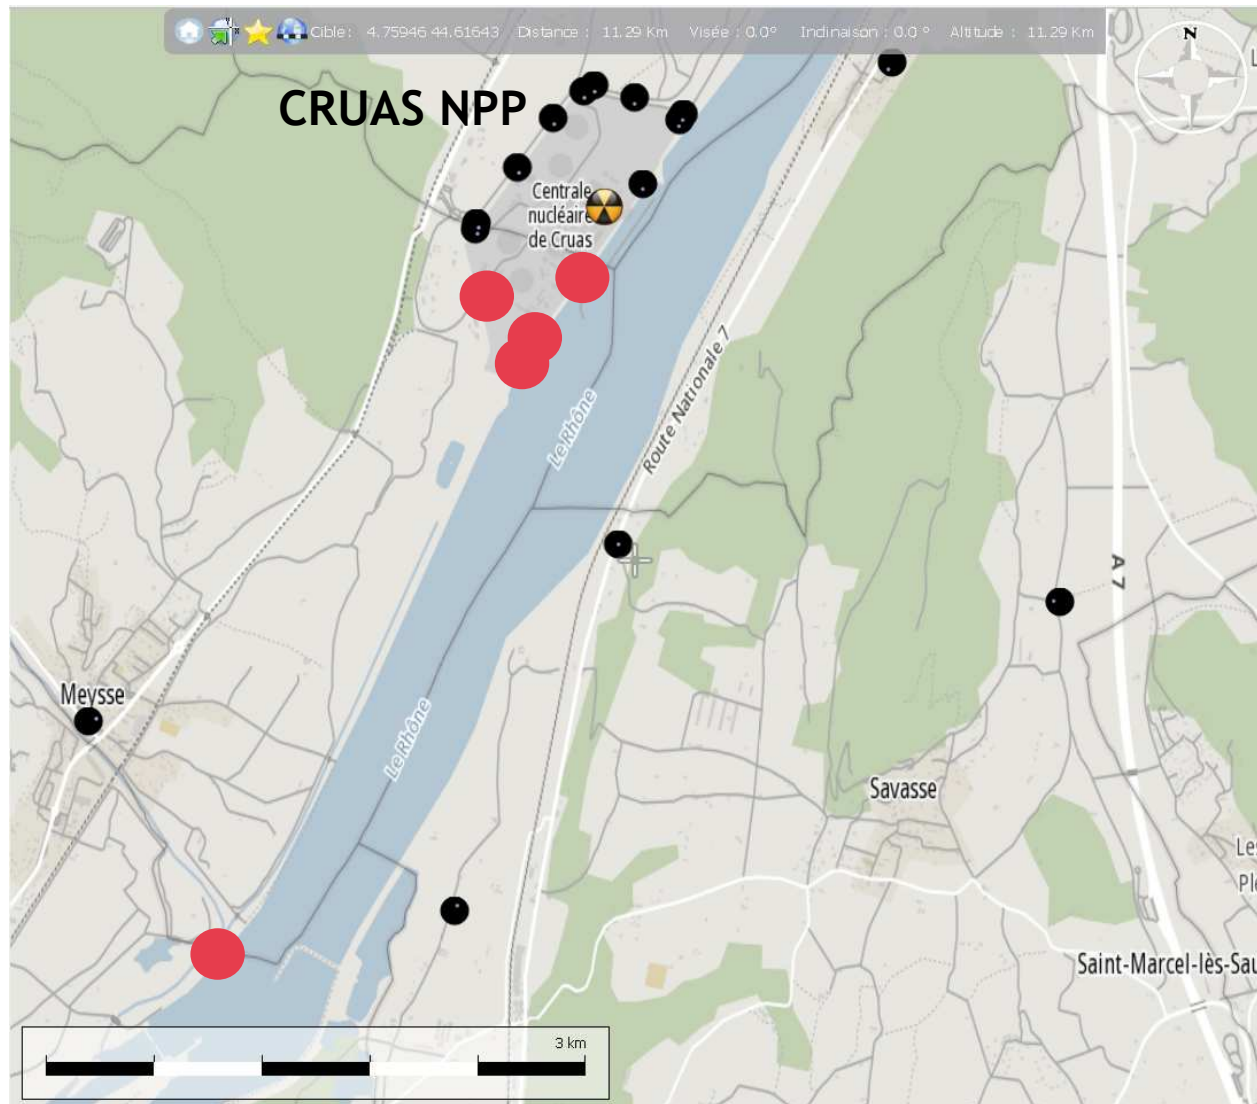 Cible : 4.75946 44.61643 Distance : 11.29 Km Visée : 0.0° Inclinaison : 0.0 ° Altitude : 11.29 Km
N
CRUAS NPP
Centrale
nucléaire
de Cruas
Route Nationale 7
Le Rhône
A 7
Meysse
Le Rhône
Savasse
Saint-Marcel-lès-Sau
3 km